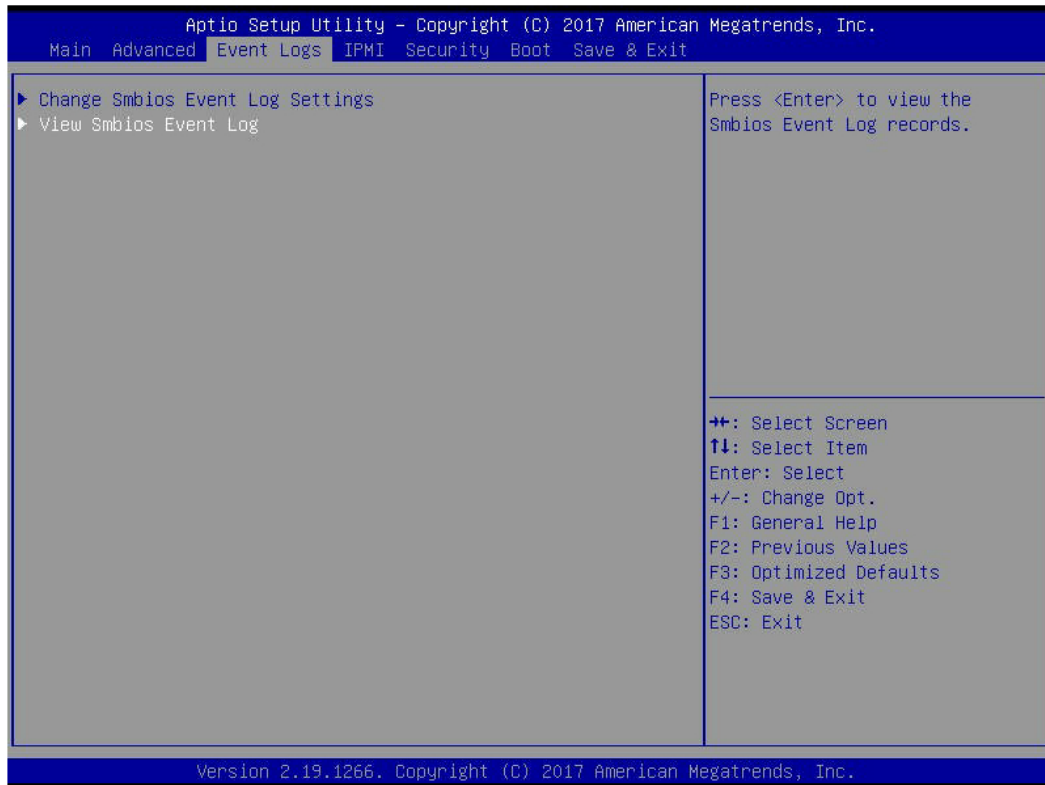 Aptio Setup Utility – Copyright (C) 2017 American Megatrends, Inc.
Main Advanced Event Logs IPMI Security Boot Save & Exit
▶ Change Smbios Event Log Settings
▶ View Smbios Event Log
Press <Enter> to view the
Smbios Event Log records.
→←: Select Screen
↑↓: Select Item
Enter: Select
+/-: Change Opt.
F1: General Help
F2: Previous Values
F3: Optimized Defaults
F4: Save & Exit
ESC: Exit
Version 2.19.1266. Copyright (C) 2017 American Megatrends, Inc.